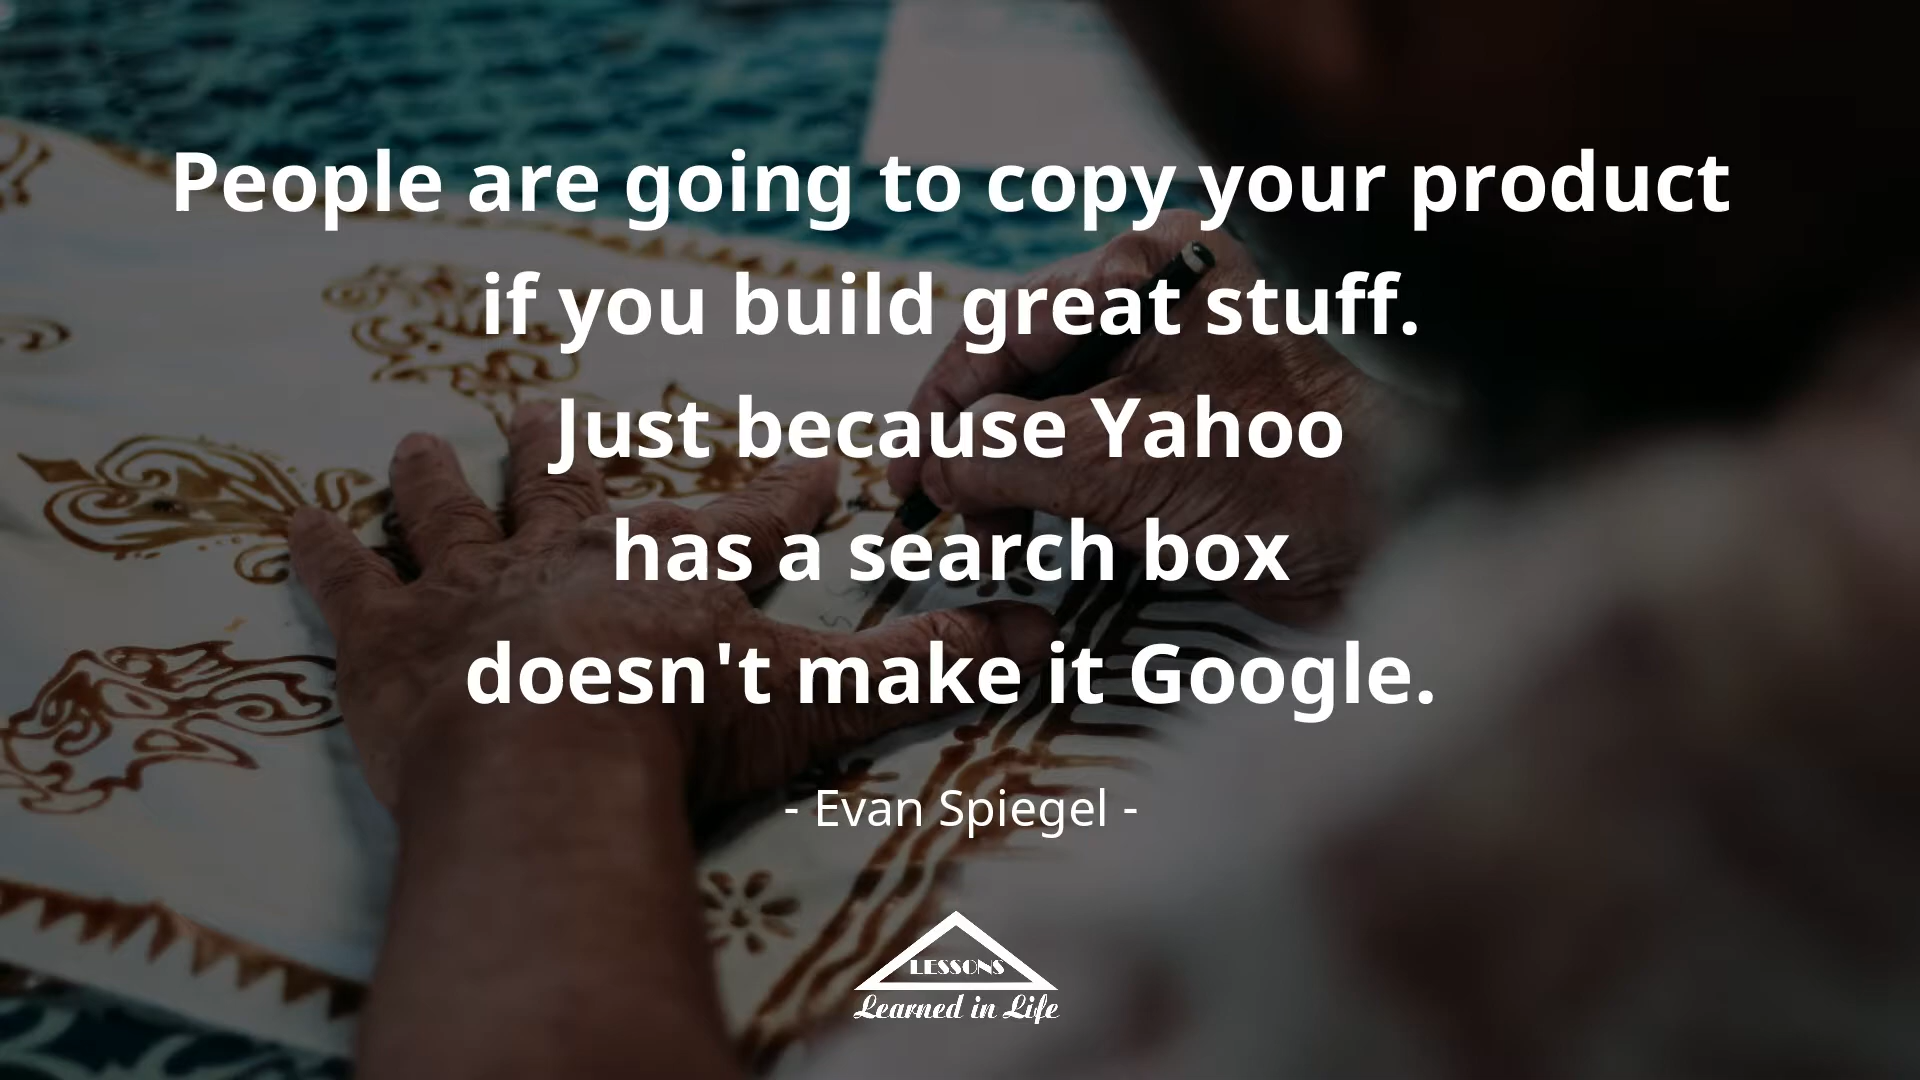 People are going to copy your product
if you build great stuff.
Just because Yahoo
has a search box
doesn't make it Google.
- Evan Spiegel -
LESSONS
Learned in Life